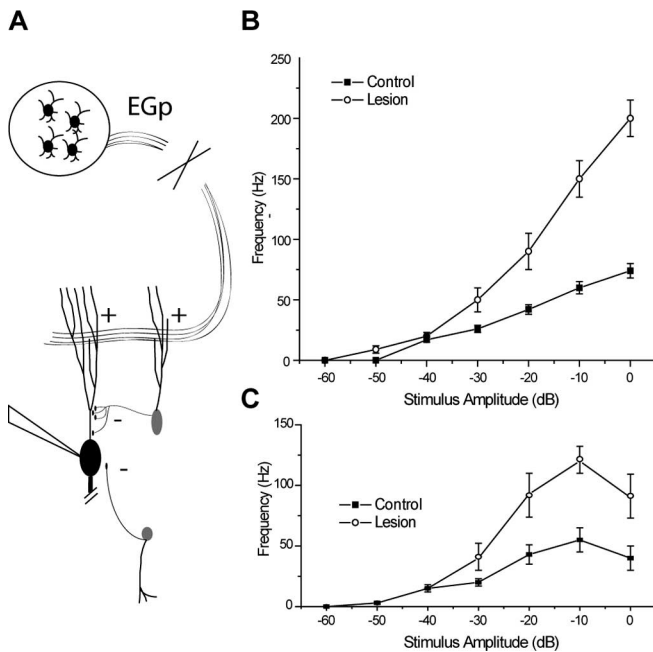 A
EGp
+
+
-
-
B
Control
Lesion
Frequency (Hz)
250
200
150
100
50
0
-60
-50
-40
-30
-20
-10
0
Stimulus Amplitude (dB)
C
Control
Lesion
Frequency (Hz)
150
100
50
0
-60
-50
-40
-30
-20
-10
0
Stimulus Amplitude (dB)